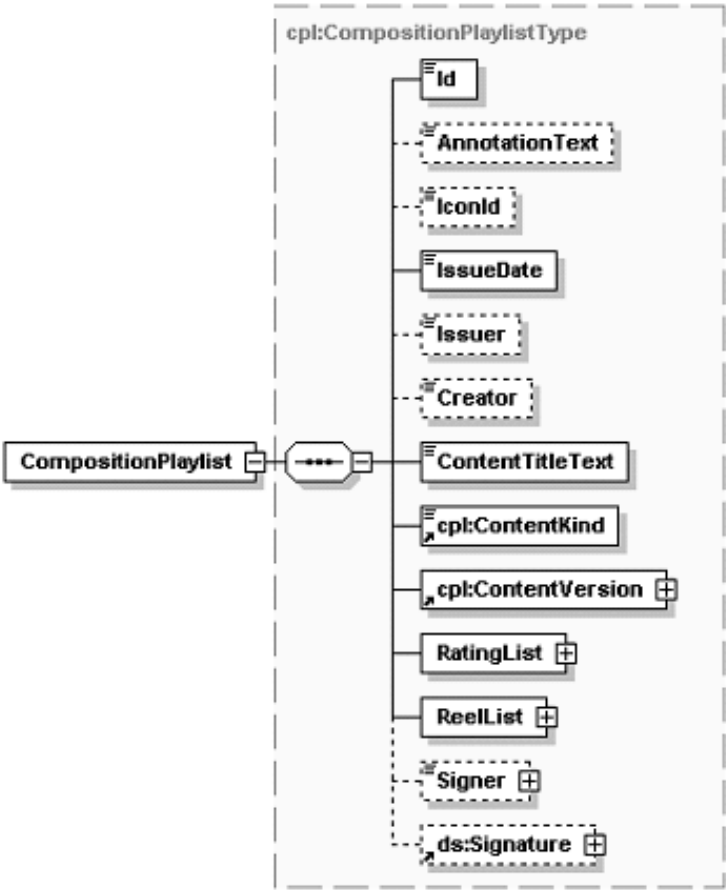 cpl:CompositionPlaylistType
Id
AnnotationText
IconId
IssueDate
Issuer
Creator
CompositionPlaylist
ContentTitleText
cpl:ContentKind
cpl:ContentVersion
RatingList
ReelList
Signer
ds:Signature